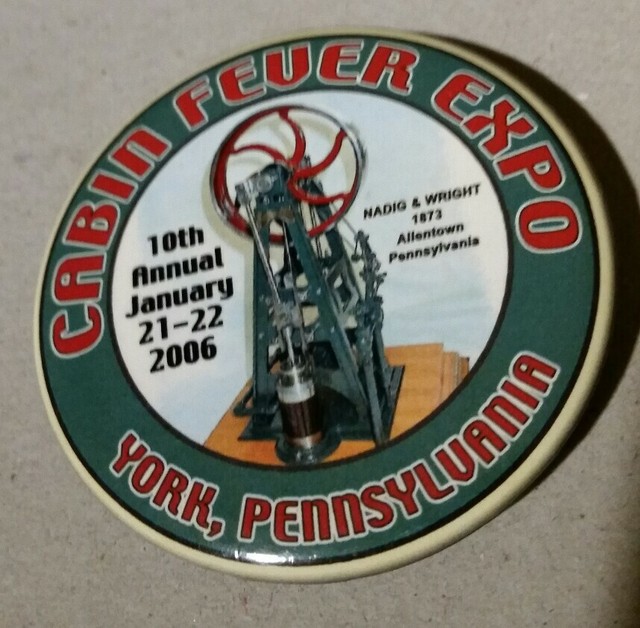 CABIN FEVER EXPO
10th
Annual
January
21-22
2006
NADIG & WRIGHT
1873
Allentown
Pennsylvania
YORK, PENNSYLVANIA